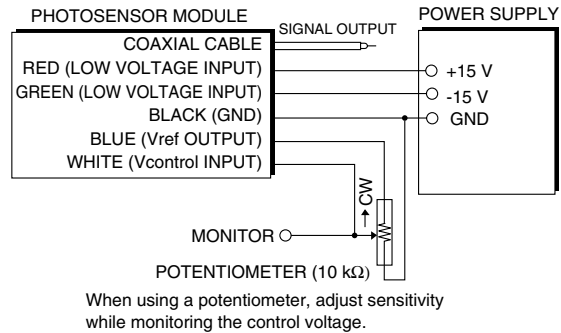 PHOTOSENSOR MODULE
POWER SUPPLY
SIGNAL OUTPUT
COAXIAL CABLE
RED (LOW VOLTAGE INPUT)
+15 V
GREEN (LOW VOLTAGE INPUT)
-15 V
BLACK (GND)
GND
BLUE (Vref OUTPUT)
WHITE (Vcontrol INPUT)
CW
MONITOR
POTENTIOMETER (10 kΩ)
When using a potentiometer, adjust sensitivity
while monitoring the control voltage.